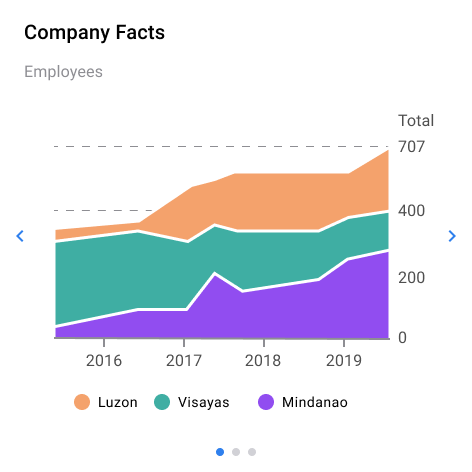 Company Facts
Employees
Total
707
400
200
0
2016 2017 2018 2019
Luzon Visayas Mindanao